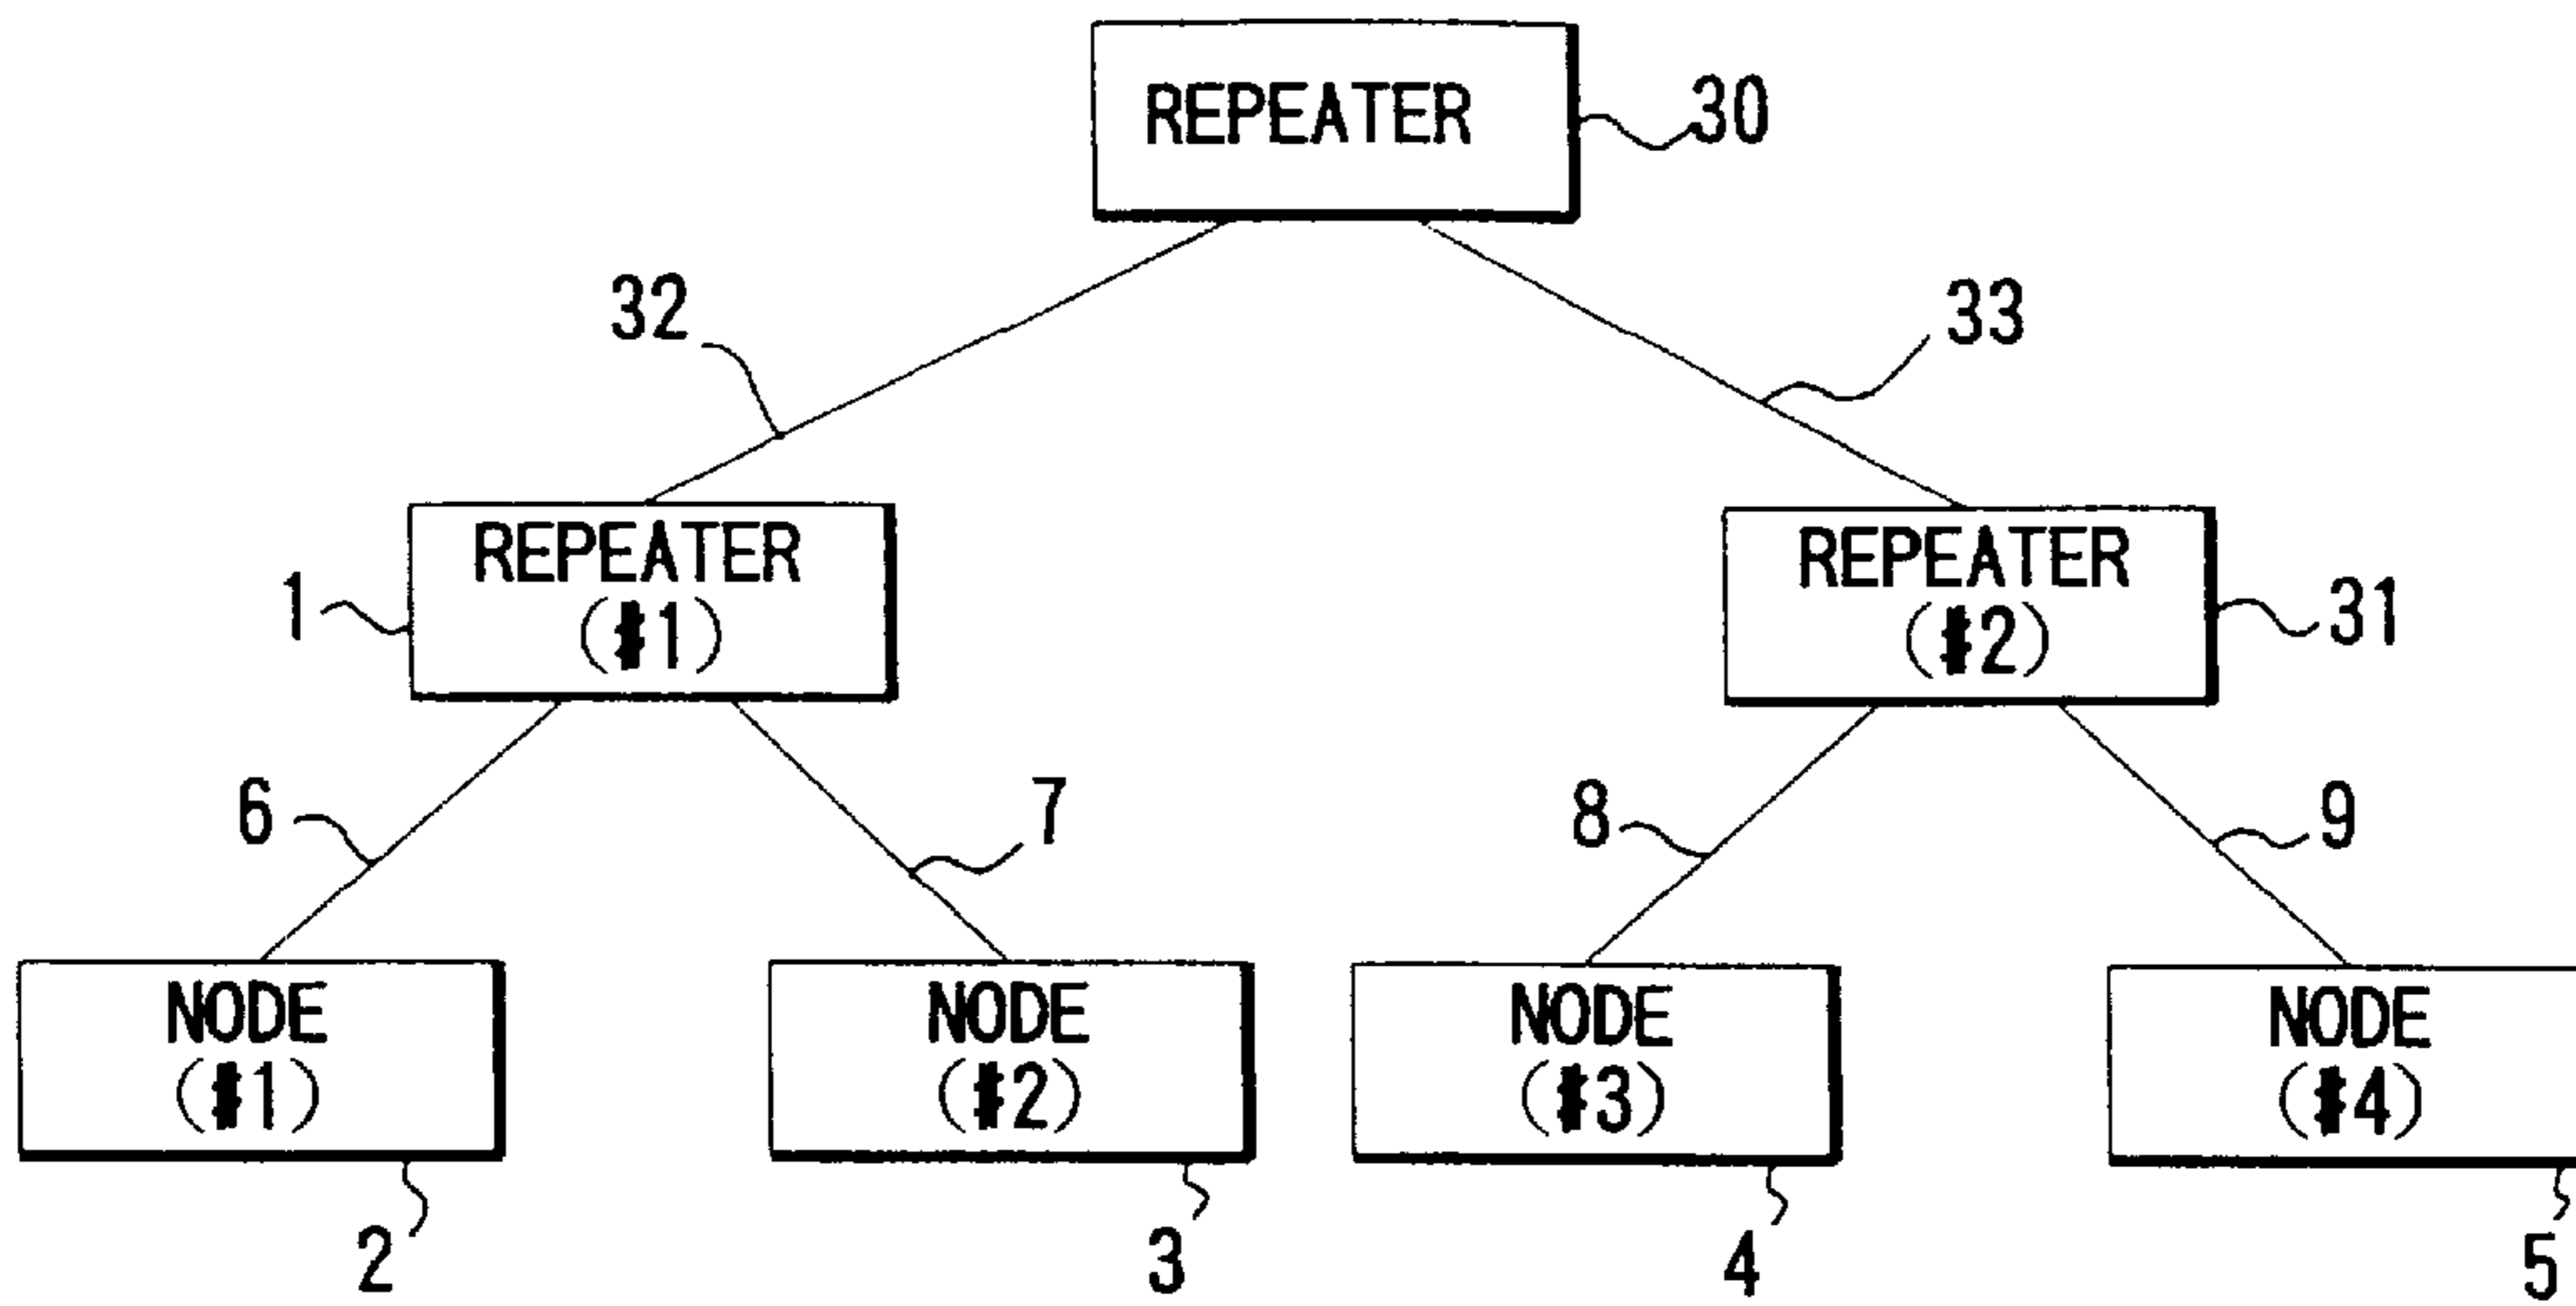 REPEATER
30
32
33
REPEATER
(#1)
1
REPEATER
(#2)
31
6
7
8
9
NODE
(#1)
NODE
(#2)
NODE
(#3)
NODE
(#4)
2
3
4
5